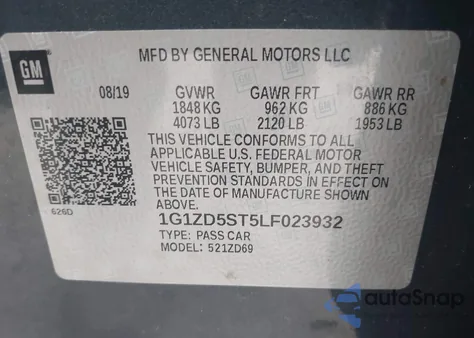 GM
MFD BY GENERAL MOTORS LLC
08/19 GVWR GAWR FRT GAWR RR
1848 KG 962 KG 886 KG
4073 LB 2120 LB 1953 LB
THIS VEHICLE CONFORMS TO ALL
APPLICABLE U.S. FEDERAL MOTOR
VEHICLE SAFETY, BUMPER, AND THEFT
PREVENTION STANDARDS IN EFFECT ON
THE DATE OF MANUFACTURE SHOWN
ABOVE.
626D
1G1ZD5ST5LF023932
TYPE: PASS CAR
MODEL: 521ZD69
autoSnap